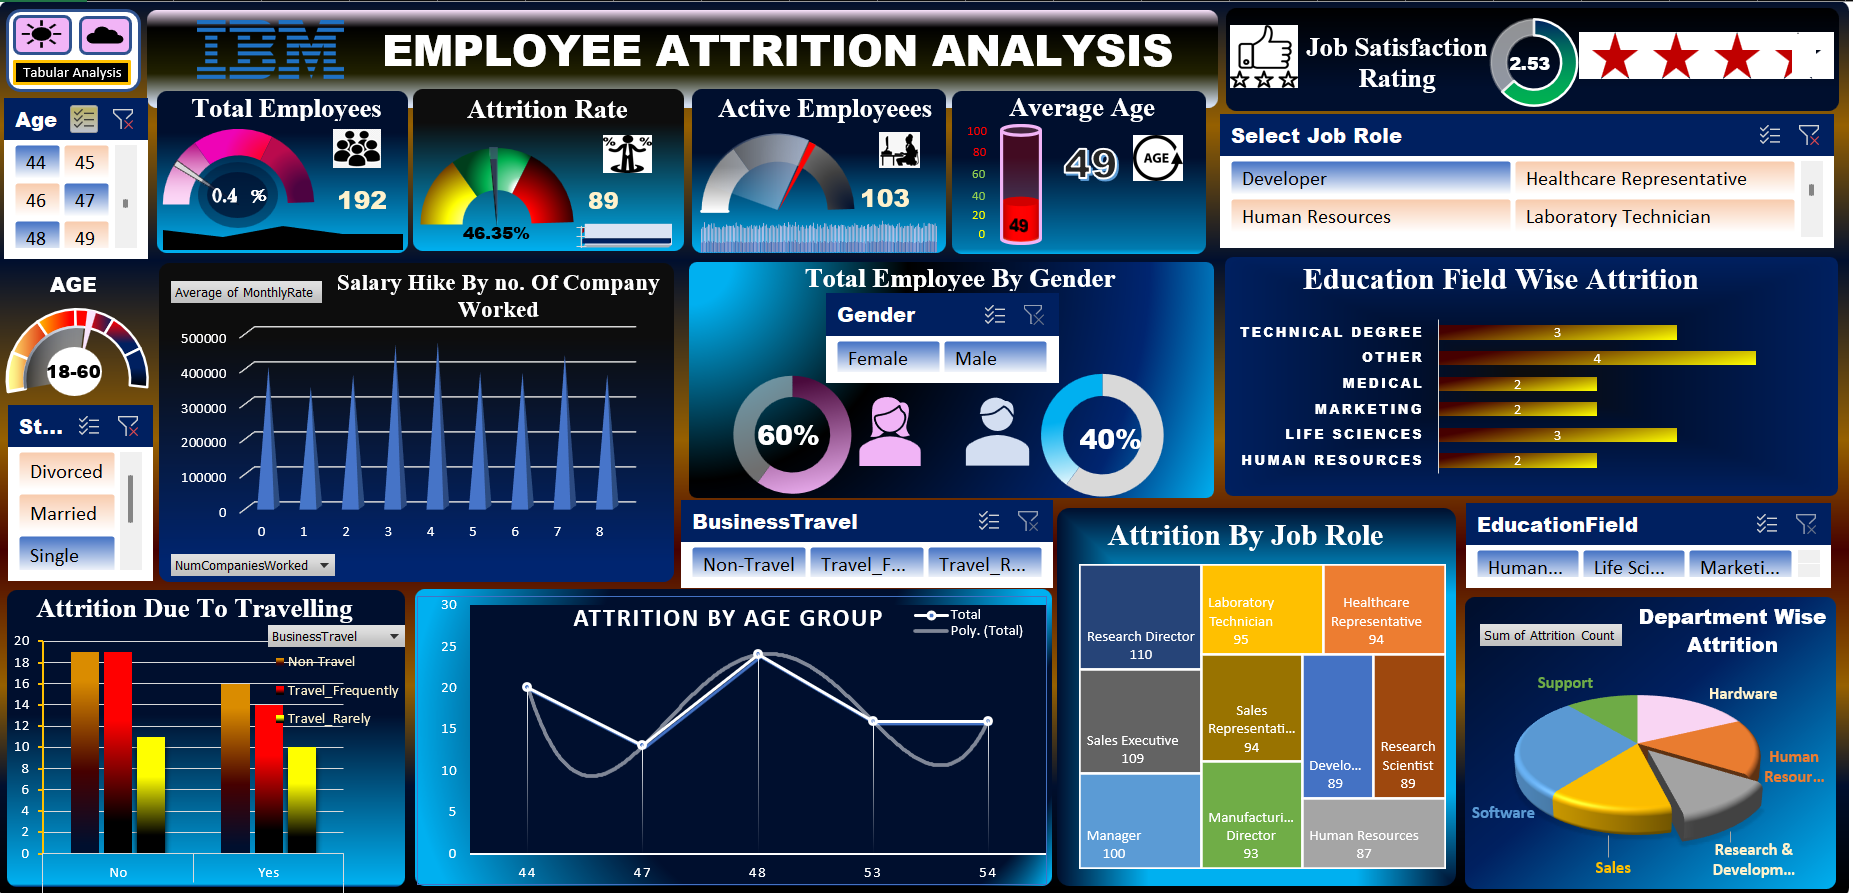 Tabular Analysis
IBM
EMPLOYEE ATTRITION ANALYSIS
Job Satisfaction
Rating
2.53
Age
44
45
46
47
48
49
Total Employees
0.4 %
192
Attrition Rate
% %
89
46.35%
Active Employeees
103
Average Age
100
80
60
40
20
0
49
49
AGE
Select Job Role
Developer
Healthcare Representative
Human Resources
Laboratory Technician
AGE
18-60
St...
Divorced
Married
Single
Average of MonthlyRate
Salary Hike By no. Of Company
Worked
500000
400000
300000
200000
100000
0
0 1 2 3 4 5 6 7 8
NumCompaniesWorked
Total Employee By Gender
Gender
Female
Male
60%
40%
Education Field Wise Attrition
TECHNICAL DEGREE 3
OTHER 4
MEDICAL 2
MARKETING 2
LIFE SCIENCES 3
HUMAN RESOURCES 2
BusinessTravel
Non-Travel
Travel_F...
Travel_R...
EducationField
Human...
Life Sci...
Marketi...
Attrition Due To Travelling
BusinessTravel
Non-Travel
Travel_Frequently
Travel_Rarely
20
18
16
14
12
10
8
6
4
2
0
No
Yes
ATTRITION BY AGE GROUP
Total
Poly. (Total)
30
25
20
15
10
5
0
44 47 48 53 54
Attrition By Job Role
Research Director
110
Sales Executive
109
Manager
100
Laboratory
Technician
95
Healthcare
Representative
94
Sales
Representati...
94
Manufacturi...
Director
93
Develo...
89
Research
Scientist
89
Human Resources
87
Department Wise
Attrition
Sum of Attrition Count
Support
Hardware
Human
Resour...
Software
Sales
Research &
Developm...